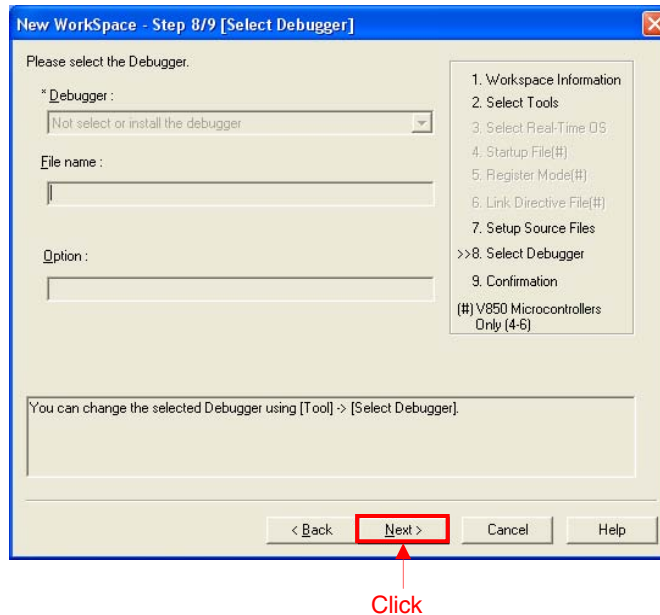 New WorkSpace - Step 8/9 [Select Debugger]
Please select the Debugger.
* Debugger :
Not select or install the debugger
File name :
Option :
1. Workspace Information
2. Select Tools
3. Select Real-Time OS
4. Startup File(#)
5. Register Mode(#)
6. Link Directive File(#)
7. Setup Source Files
>>8. Select Debugger
9. Confirmation
(#) V850 Microcontrollers
Only (4-6)
You can change the selected Debugger using [Tool] -> [Select Debugger].
< Back
Next >
Cancel
Help
Click